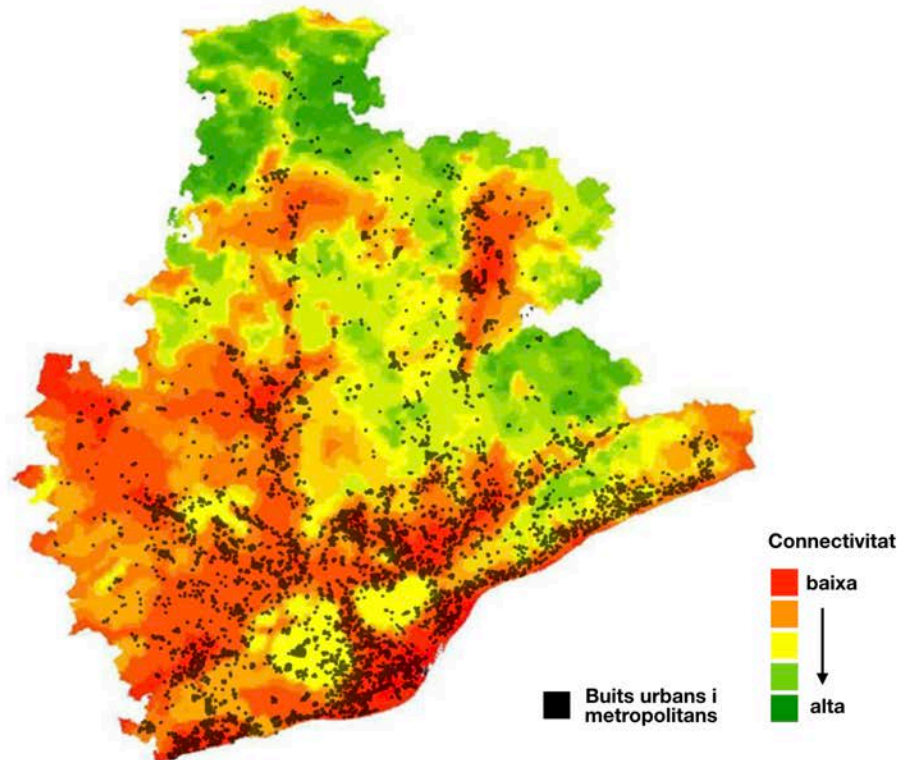 Connectivitat
baixa
alta
Buits urbans i
metropolitans